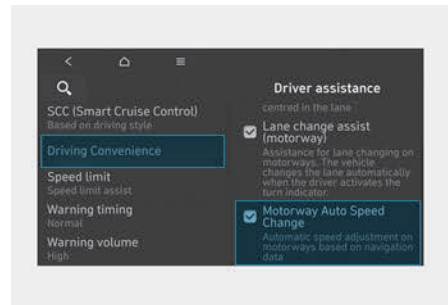 Driver assistance
SCC (Smart Cruise Control)
Based on driving style
Driving Convenience
Speed limit
Speed limit assist
Warning timing
Normal
Warning volume
High
centred in the lane
Lane change assist
(motorway)
Assistance for lane changing on
motorways. The vehicle
changes the lane automatically
when the driver activates the
turn indicator.
Motorway Auto Speed
Change
Automatic speed adjustment on
motorways based on navigation
data